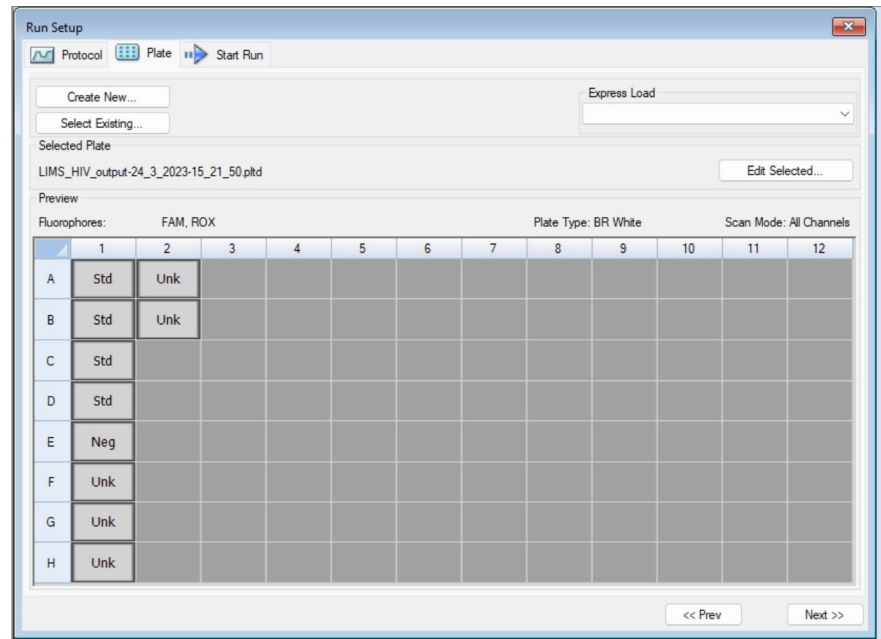 Run Setup
Protocol Plate Start Run
Create New...
Express Load
Select Existing...
Selected Plate
LIMS_HIV_output-24_3_2023-15_21_50.pltd Edit Selected...
Preview
Fluorophores: FAM, ROX Plate Type: BR White Scan Mode: All Channels
1 2 3 4 5 6 7 8 9 10 11 12
A Std Unk
B Std Unk
C Std
D Std
E Neg
F Unk
G Unk
H Unk
<< Prev Next >>